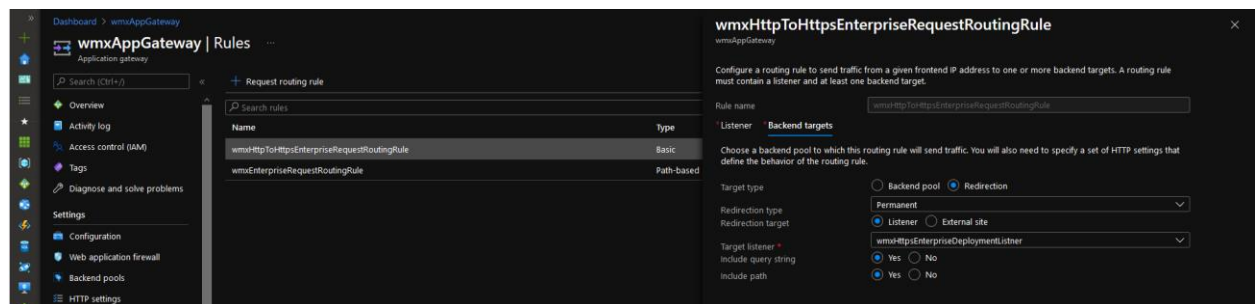 Dashboard > wmxAppGateway
wmxAppGateway | Rules ...
Application gateway
Search (Ctrl+/)
«
Overview
Activity log
Access control (IAM)
Tags
Diagnose and solve problems
Settings
Configuration
Web application firewall
Backend pools
HTTP settings
+ Request routing rule
Search rules
Name Type
wmxHttpToHttpsEnterpriseRequestRoutingRule Basic
wmxEnterpriseRequestRoutingRule Path-based
wmxHttpToHttpsEnterpriseRequestRoutingRule
wmxAppGateway
Configure a routing rule to send traffic from a given frontend IP address to one or more backend targets. A routing rule
must contain a listener and at least one backend target.
Rule name wmxHttpToHttpsEnterpriseRequestRoutingRule
*Listener *Backend targets
Choose a backend pool to which this routing rule will send traffic. You will also need to specify a set of HTTP settings that
define the behavior of the routing rule.
Target type Backend pool Redirection
Redirection type Permanent
Redirection target Listener External site
Target listener * wmxHttpsEnterpriseDeploymentListner
Include query string Yes No
Include path Yes No